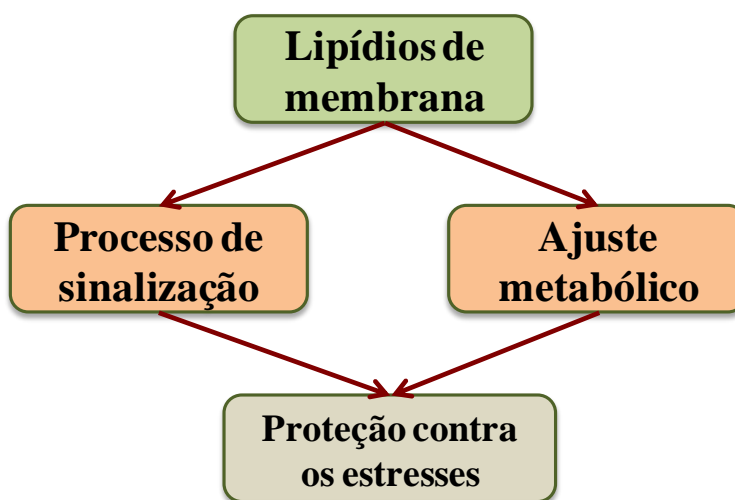 Lipídios de
membrana
Processo de
sinalização
Ajuste
metabólico
Proteção contra
os estresses